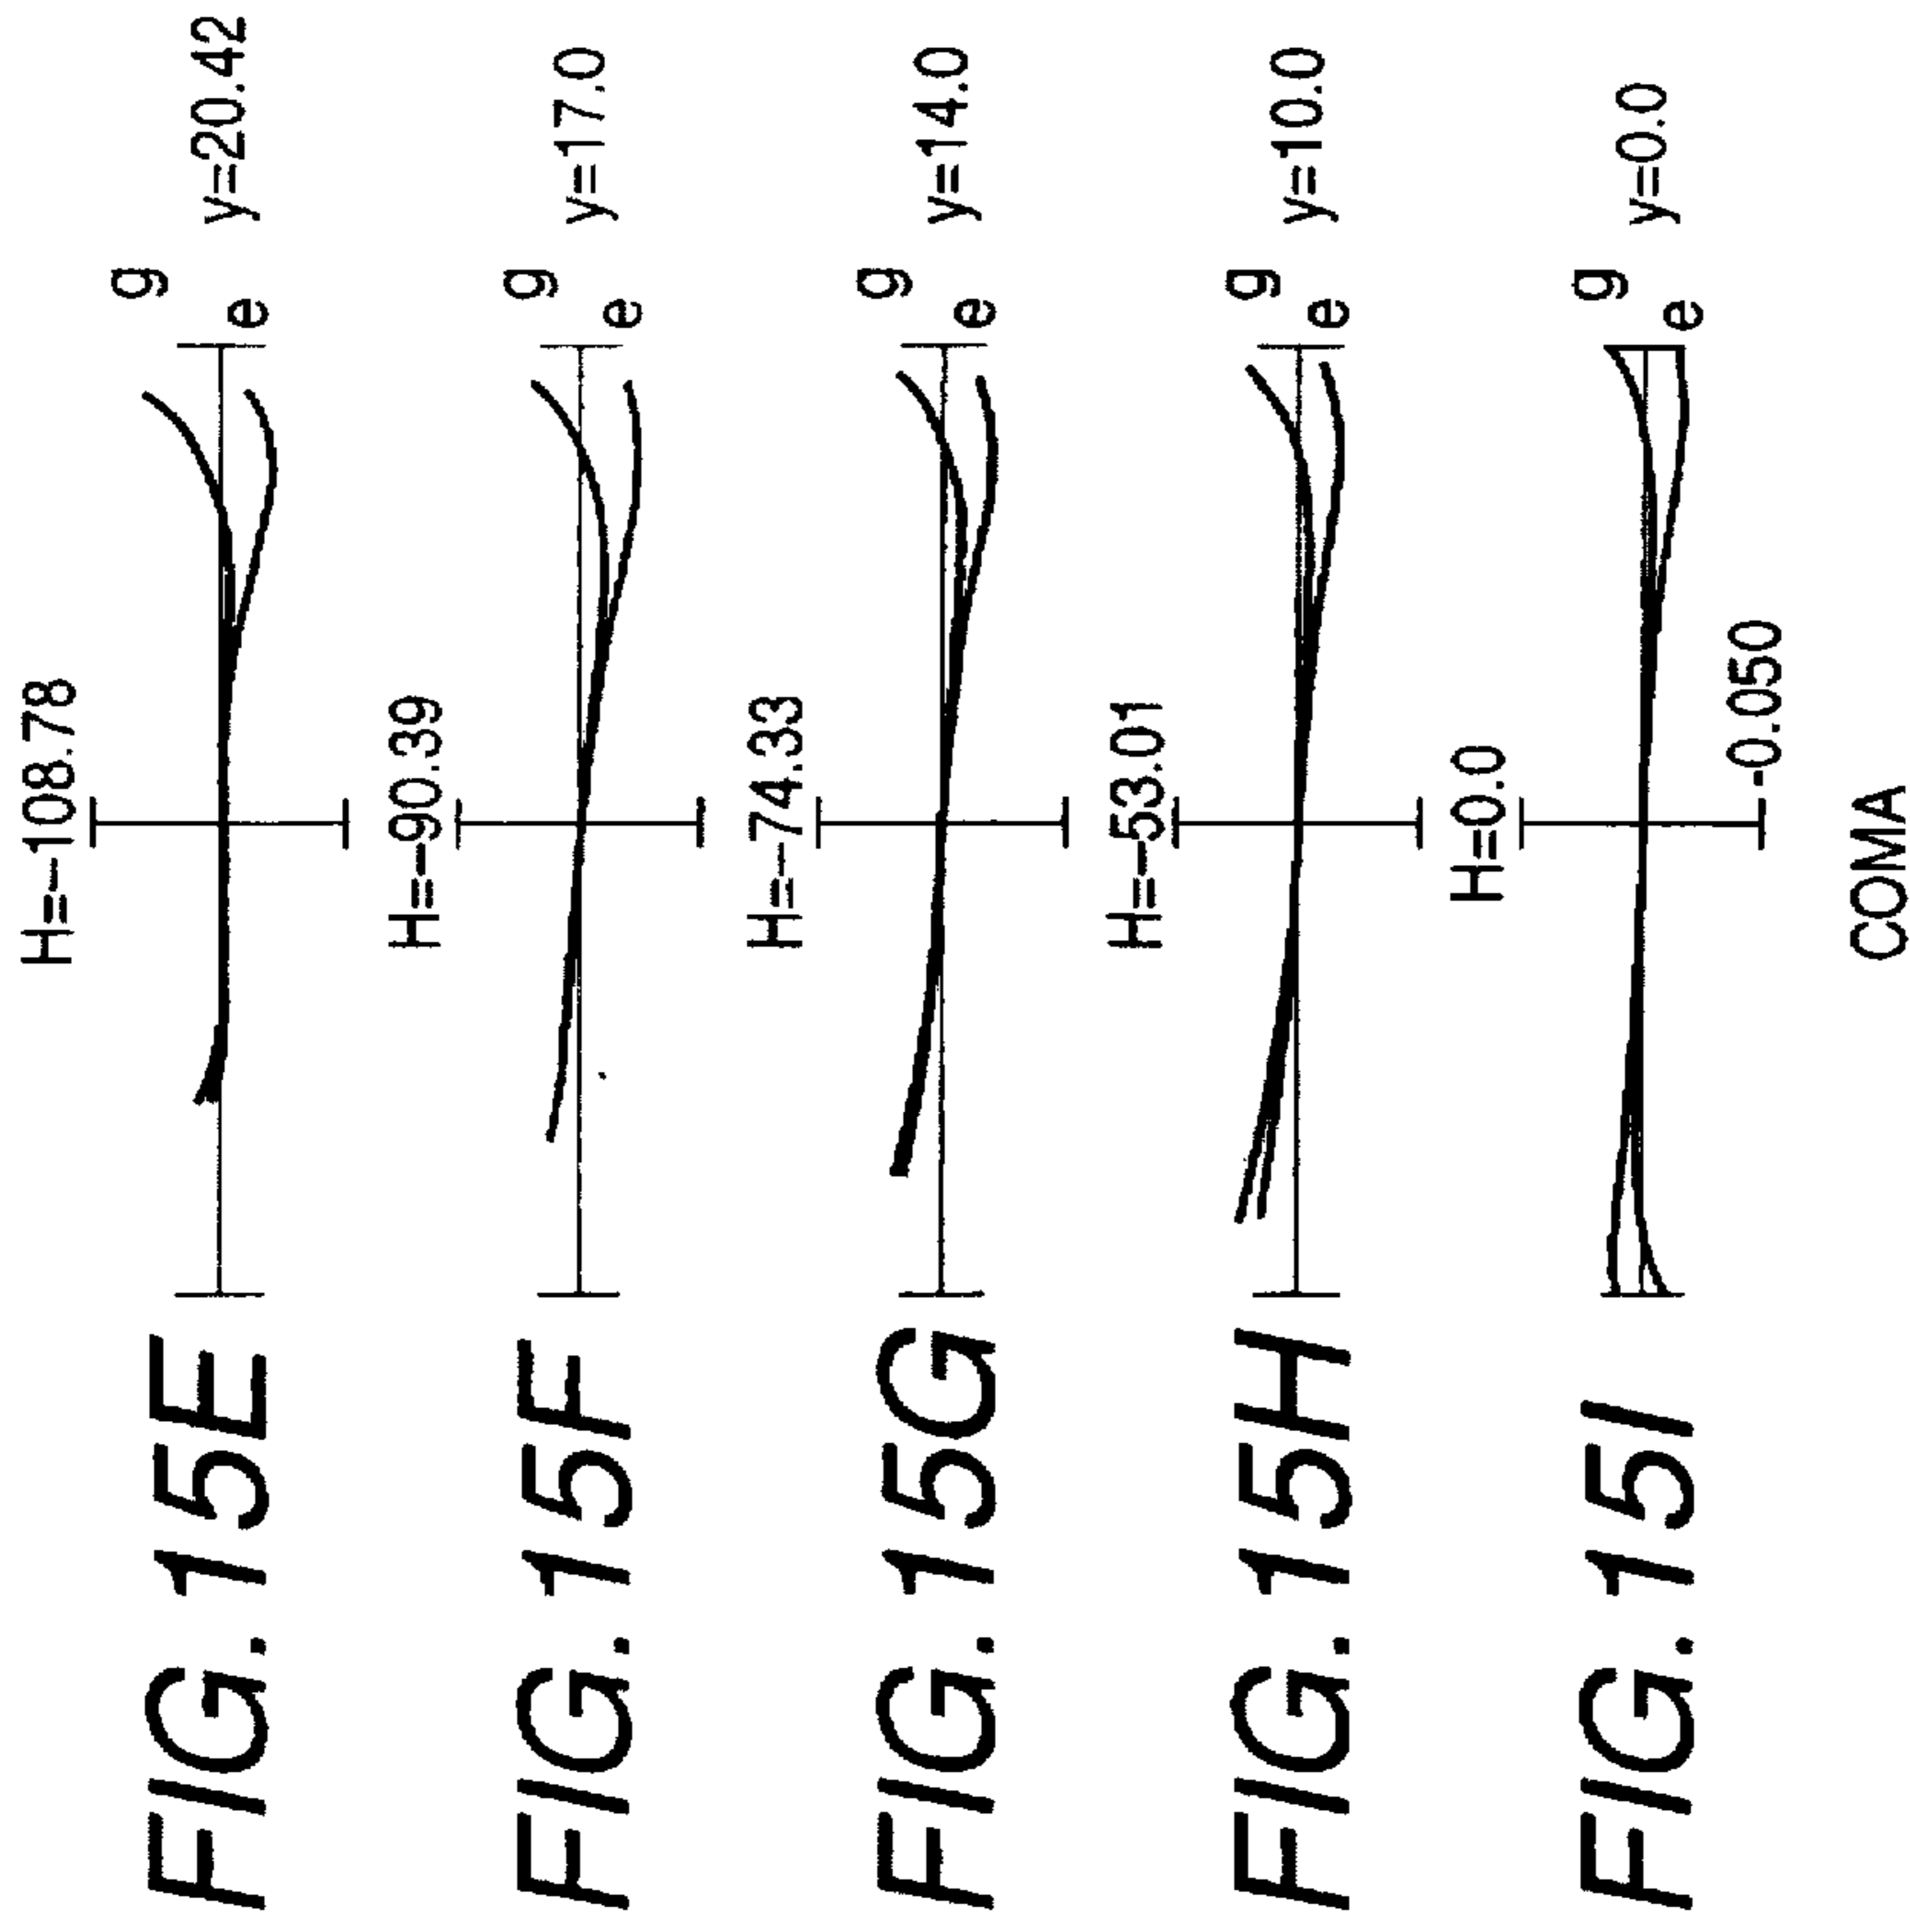 FIG. 15E
H=-108.78
g
e
y=20.42
FIG. 15F
H=-90.39
g
e
y=17.0
FIG. 15G
H=-74.33
g
e
y=14.0
FIG. 15H
H=-53.01
g
e
y=10.0
FIG. 15I
H=0.0
g
e
y=0.0
-0.050
COMA